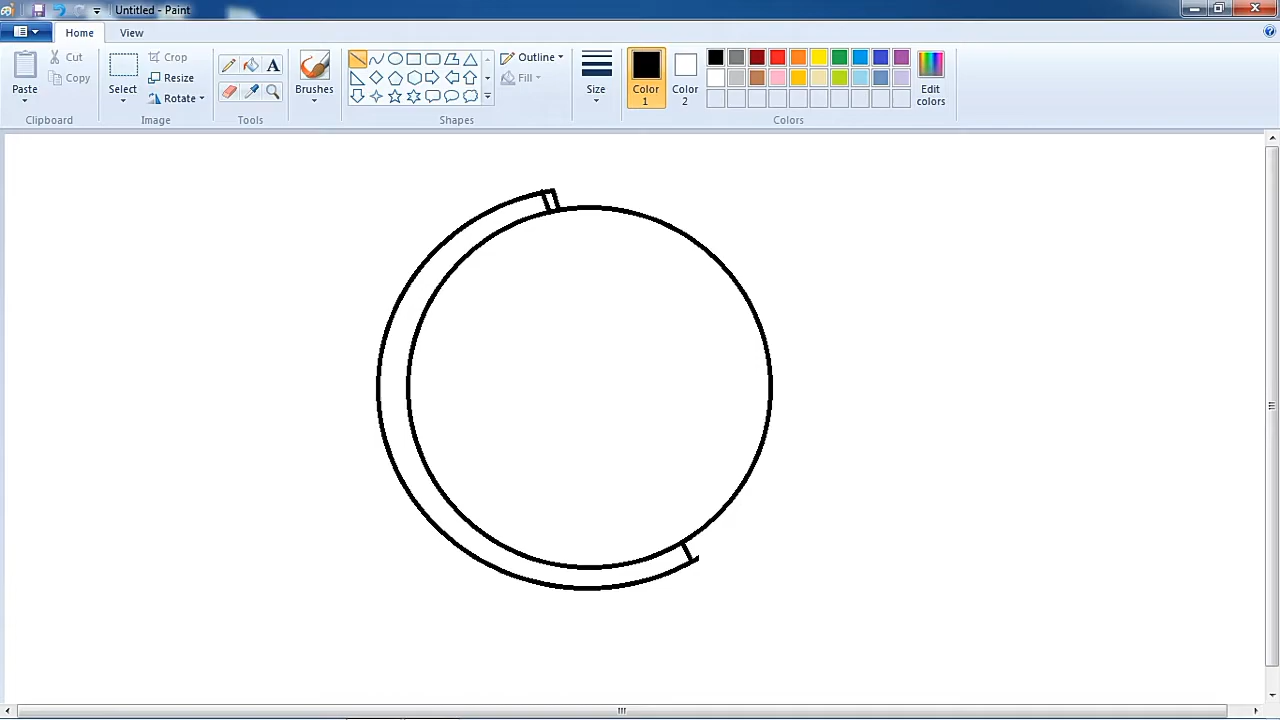 Untitled - Paint
Home View
Paste
Cut
Copy
Clipboard
Select
Crop
Resize
Rotate
Image
A
Tools
Brushes
Outline
Fill
Shapes
Size
Color 1
Color 2
Edit colors
Colors